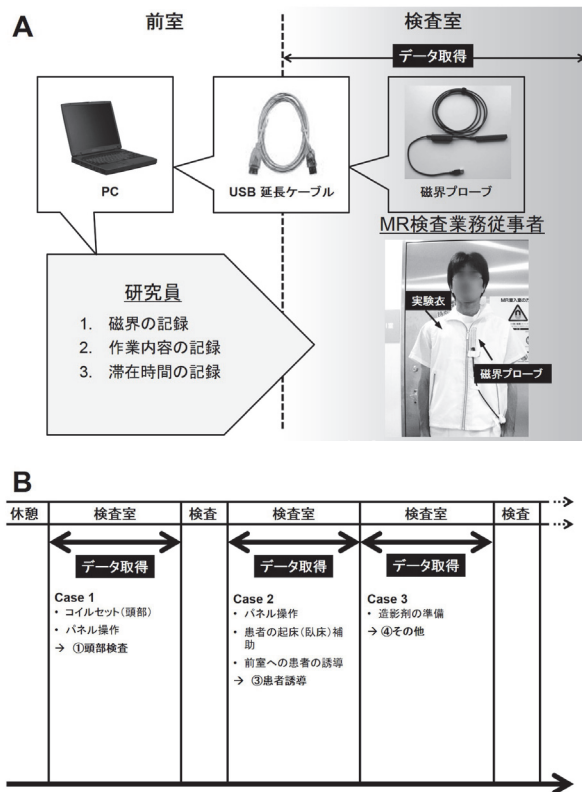 A
前室
検査室
データ取得
PC
USB 延長ケーブル
磁界プローブ
MR検査業務従事者
研究員
1. 磁界の記録
2. 作業内容の記録
3. 滞在時間の記録
実験衣
磁界プローブ
B
休憩
検査室
検査
検査室
検査室
検査
データ取得
データ取得
データ取得
Case 1
• コイルセット(頭部)
• パネル操作
→ ①頭部検査
Case 2
• パネル操作
• 患者の起床(臥床)補
助
• 前室への患者の誘導
→ ③患者誘導
Case 3
• 造影剤の準備
→ ④その他